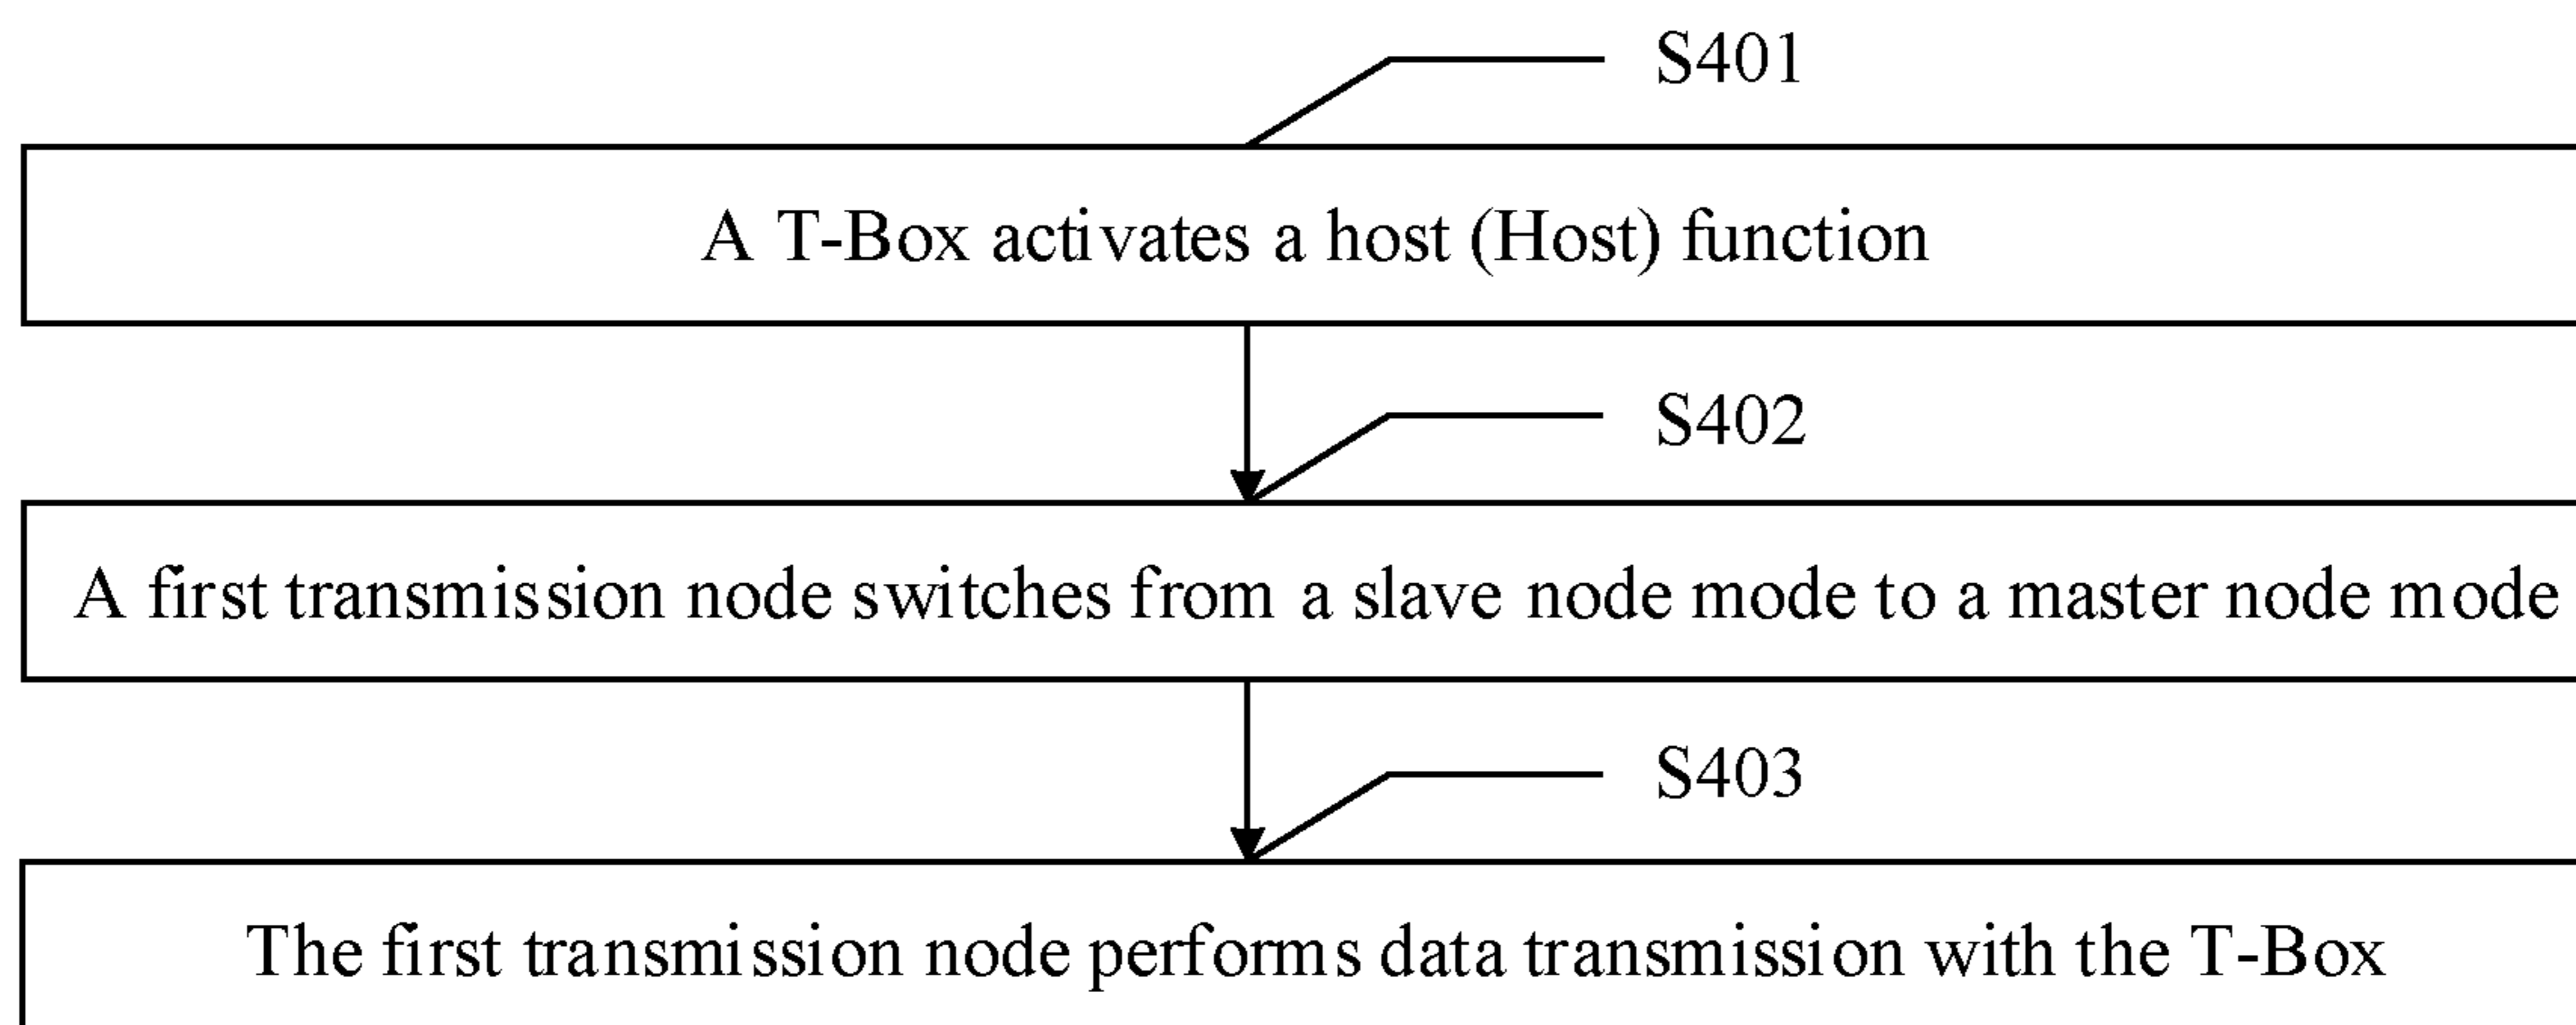 S401
A T-Box activates a host (Host) function
S402
A first transmission node switches from a slave node mode to a master node mode
S403
The first transmission node performs data transmission with the T-Box